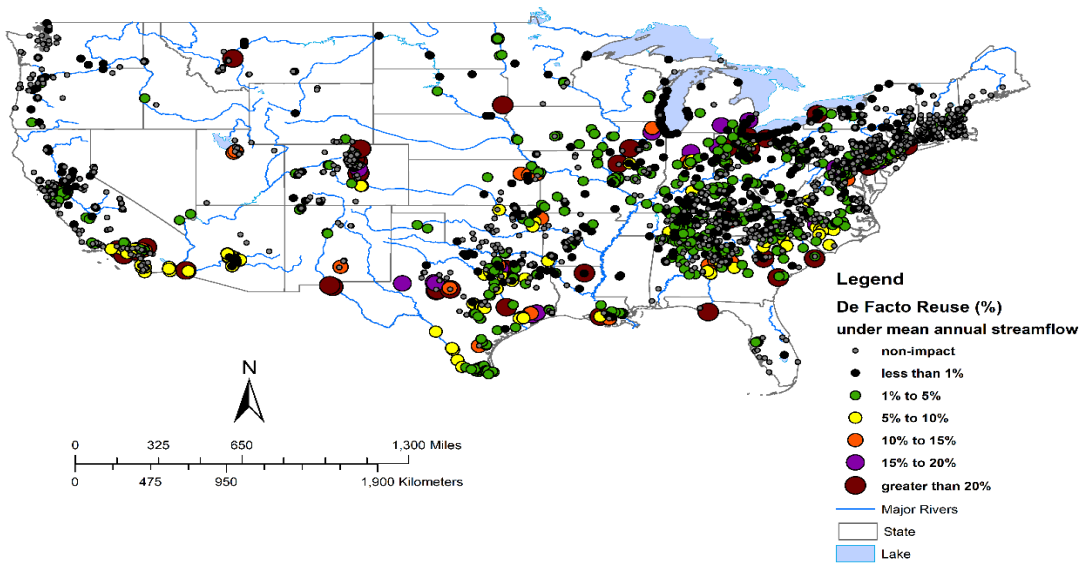 Legend
De Facto Reuse (%)
under mean annual streamflow
non-impact
less than 1%
1% to 5%
5% to 10%
10% to 15%
15% to 20%
greater than 20%
Major Rivers
State
Lake
N
0 325 650 1,300 Miles
0 475 950 1,900 Kilometers